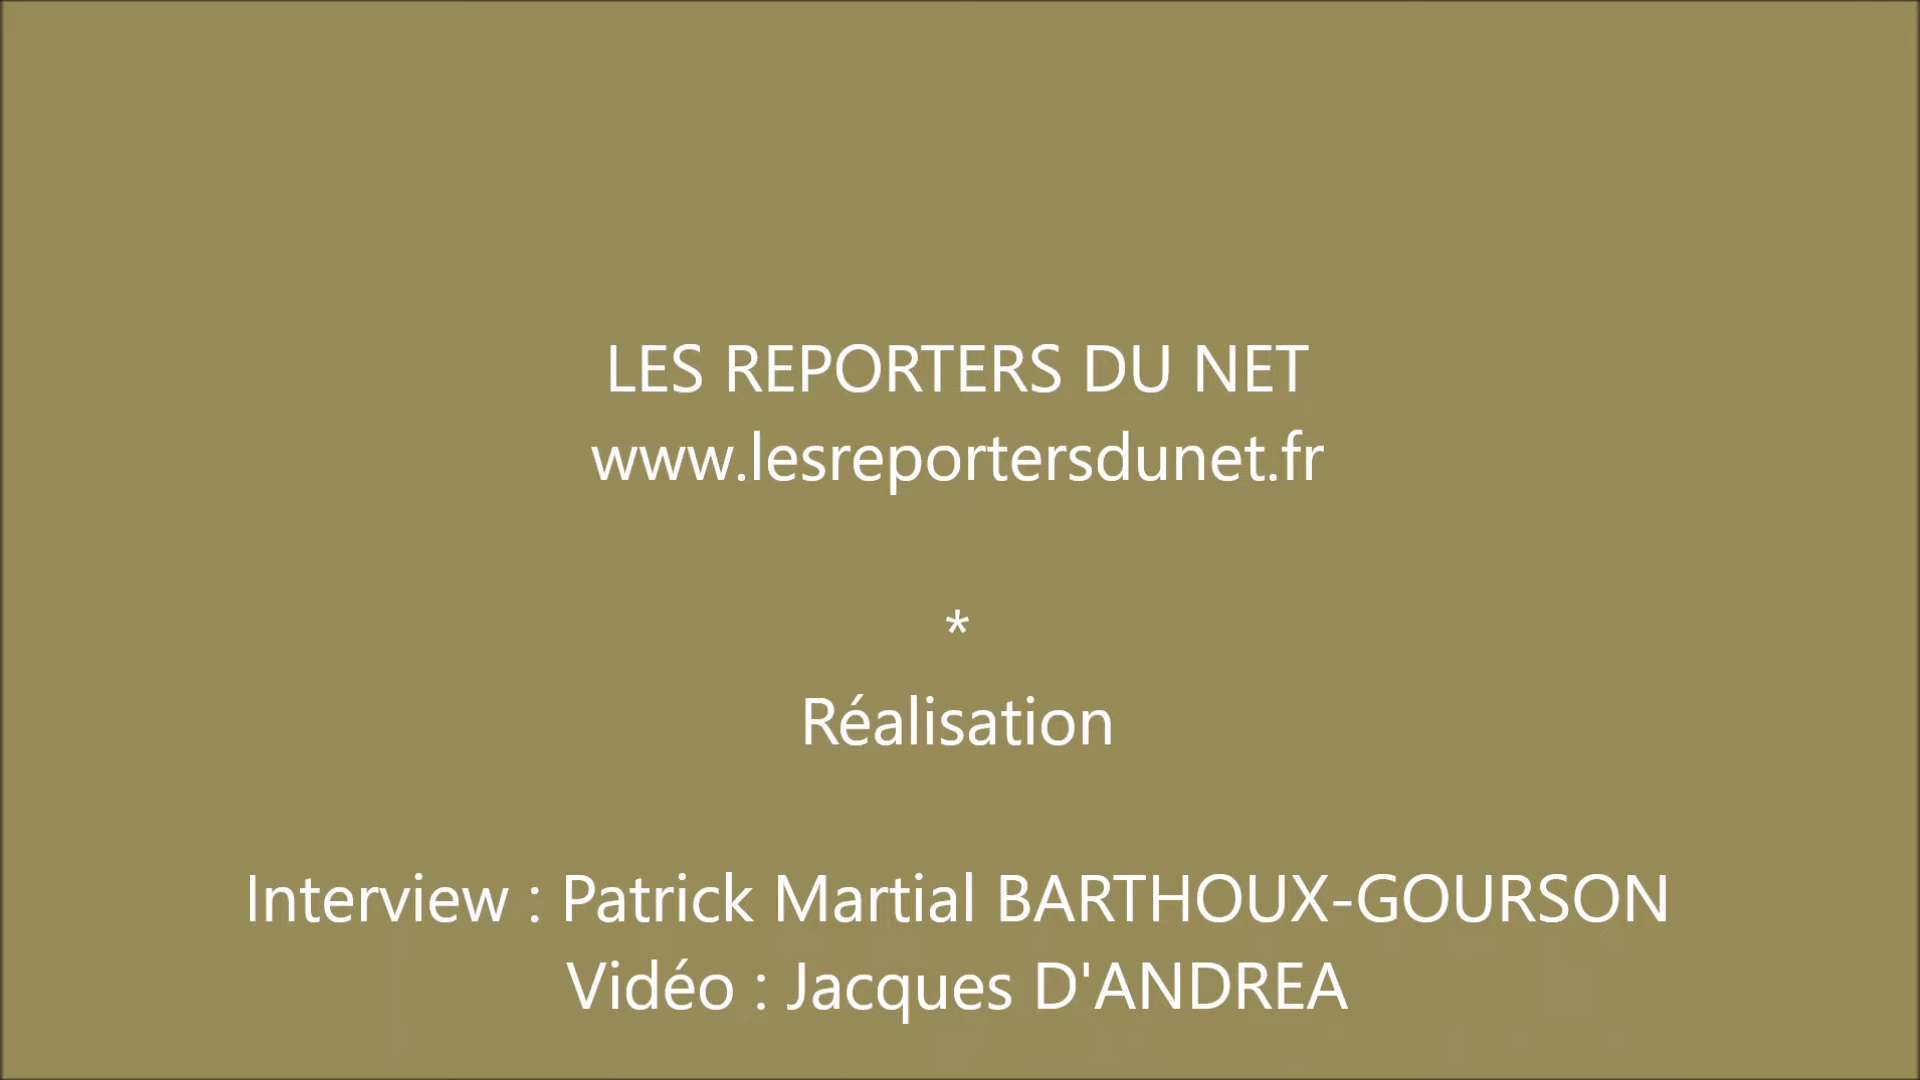 LES REPORTERS DU NET
www.lesreportersdunet.fr
*
Réalisation
Interview : Patrick Martial BARTHOUX-GOURSON
Vidéo : Jacques D'ANDREA